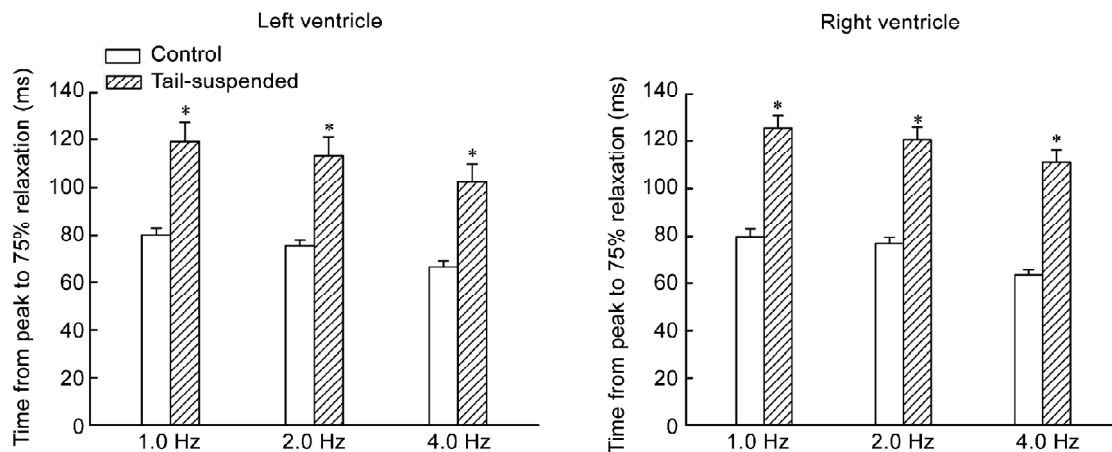 Left ventricle
Control
Tail-suspended
Time from peak to 75% relaxation (ms)
140
120
100
80
60
40
20
0
*
*
*
1.0 Hz
2.0 Hz
4.0 Hz
Right ventricle
Time from peak to 75% relaxation (ms)
140
120
100
80
60
40
20
0
*
*
*
1.0 Hz
2.0 Hz
4.0 Hz